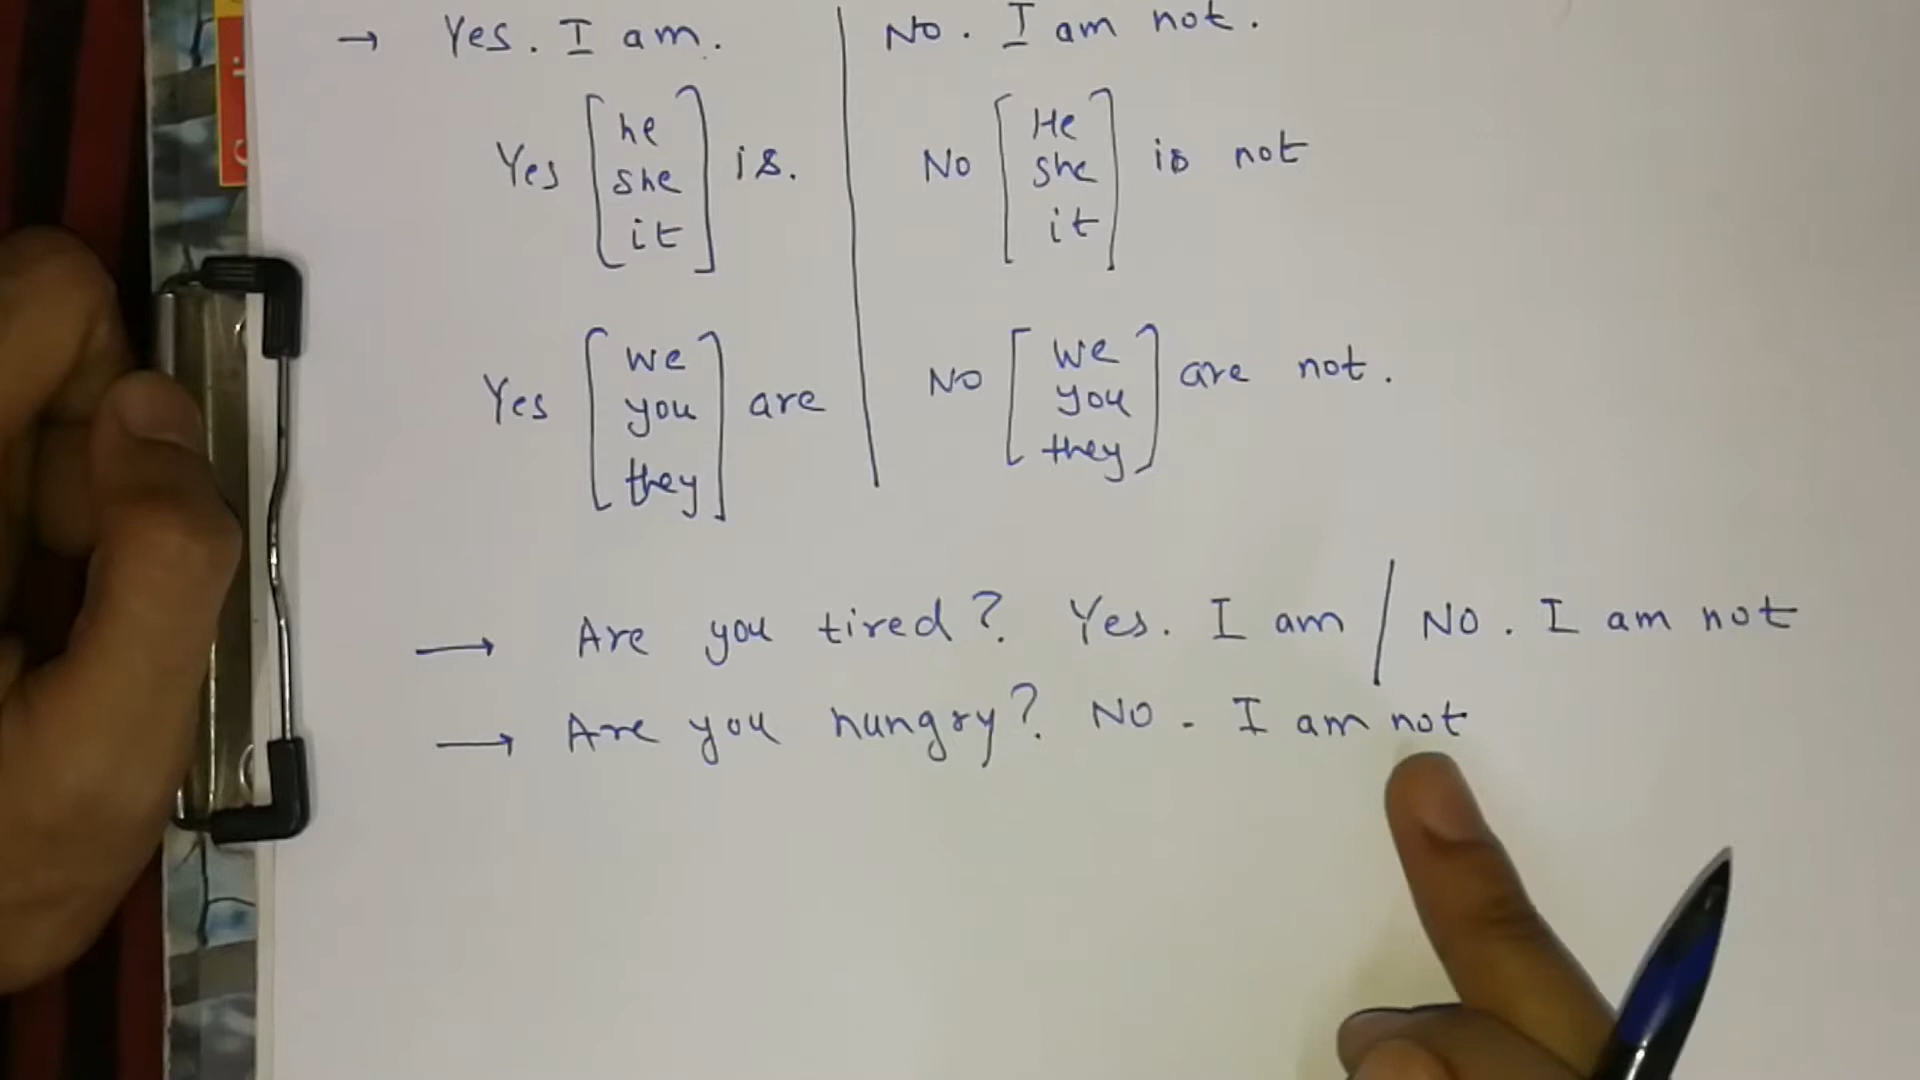 → Yes. I am. | No. I am not.
Yes [he she it] is. | No [He she it] is not
Yes [we you they] are | No [we you they] are not.
→ Are you tired? Yes. I am / No. I am not
→ Are you hungry? No - I am not